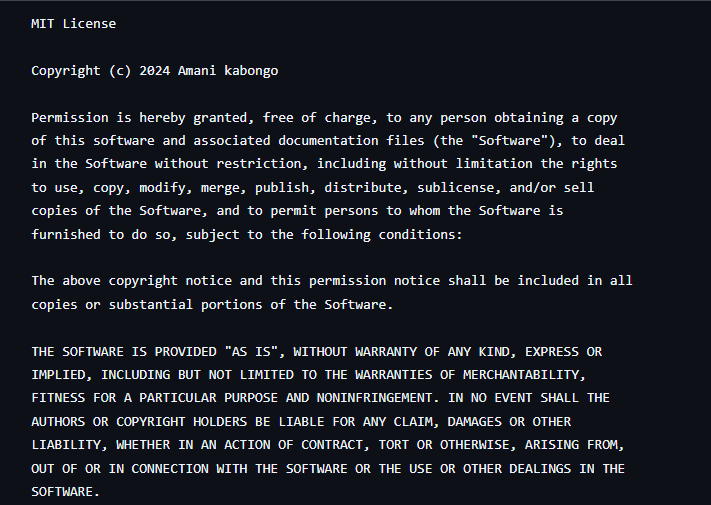 MIT License
Copyright (c) 2024 Amani kabongo
Permission is hereby granted, free of charge, to any person obtaining a copy
of this software and associated documentation files (the "Software"), to deal
in the Software without restriction, including without limitation the rights
to use, copy, modify, merge, publish, distribute, sublicense, and/or sell
copies of the Software, and to permit persons to whom the Software is
furnished to do so, subject to the following conditions:
The above copyright notice and this permission notice shall be included in all
copies or substantial portions of the Software.
THE SOFTWARE IS PROVIDED "AS IS", WITHOUT WARRANTY OF ANY KIND, EXPRESS OR
IMPLIED, INCLUDING BUT NOT LIMITED TO THE WARRANTIES OF MERCHANTABILITY,
FITNESS FOR A PARTICULAR PURPOSE AND NONINFRINGEMENT. IN NO EVENT SHALL THE
AUTHORS OR COPYRIGHT HOLDERS BE LIABLE FOR ANY CLAIM, DAMAGES OR OTHER
LIABILITY, WHETHER IN AN ACTION OF CONTRACT, TORT OR OTHERWISE, ARISING FROM,
OUT OF OR IN CONNECTION WITH THE SOFTWARE OR THE USE OR OTHER DEALINGS IN THE
SOFTWARE.